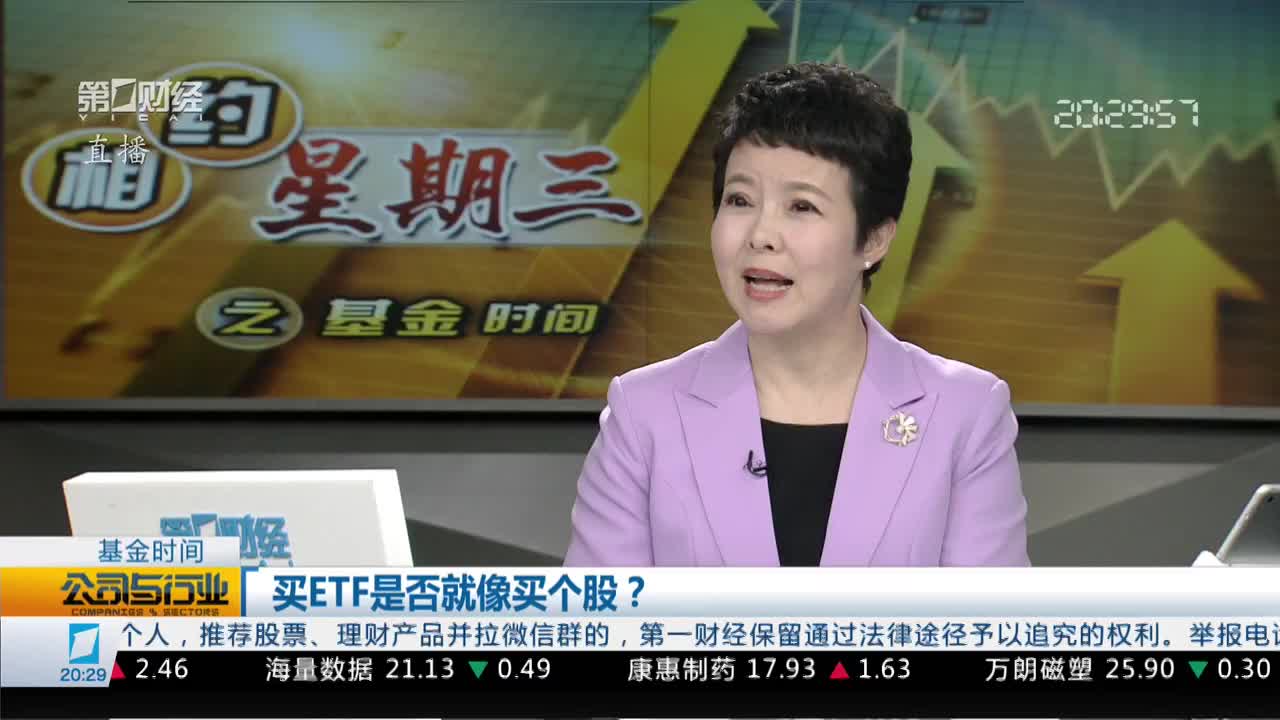 第一财经
YICAI
直播
20:29:57
相约
星期三
之基金时间
第一财经
基金时间
公司与行业
COMPANIES & SECTORS
买ETF是否就像买个股？
个人，推荐股票、理财产品并拉微信群的，第一财经保留通过法律途径予以追究的权利。举报电
20:29 ▲ 2.46 海量数据 21.13 ▼ 0.49 康惠制药 17.93 ▲ 1.63 万朗磁塑 25.90 ▼ 0.30